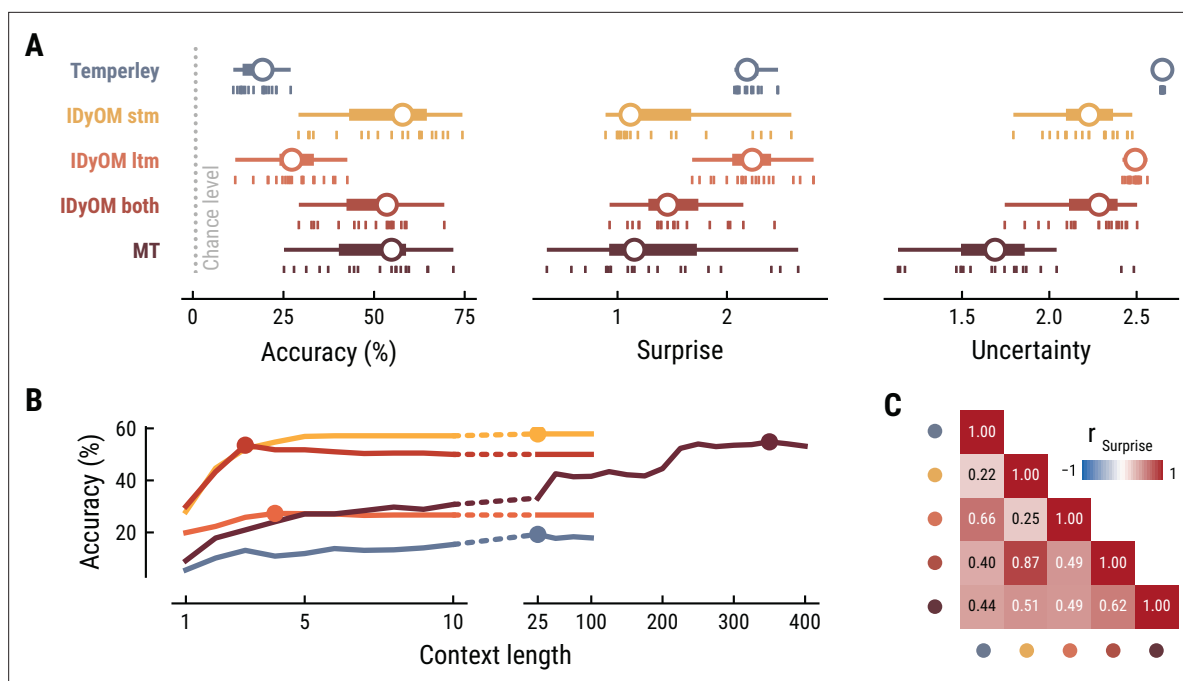 A
Temperley
IDyOM stm
IDyOM ltm
IDyOM both
MT
Chance level
0 25 50 75
Accuracy (%)
1 2
Surprise
1.5 2.0 2.5
Uncertainty
B
Accuracy (%)
60
40
20
1 5 10 25 100 200 300 400
Context length
C
r Surprise
−1 1
1.00
0.22 1.00
0.66 0.25 1.00
0.40 0.87 0.49 1.00
0.44 0.51 0.49 0.62 1.00